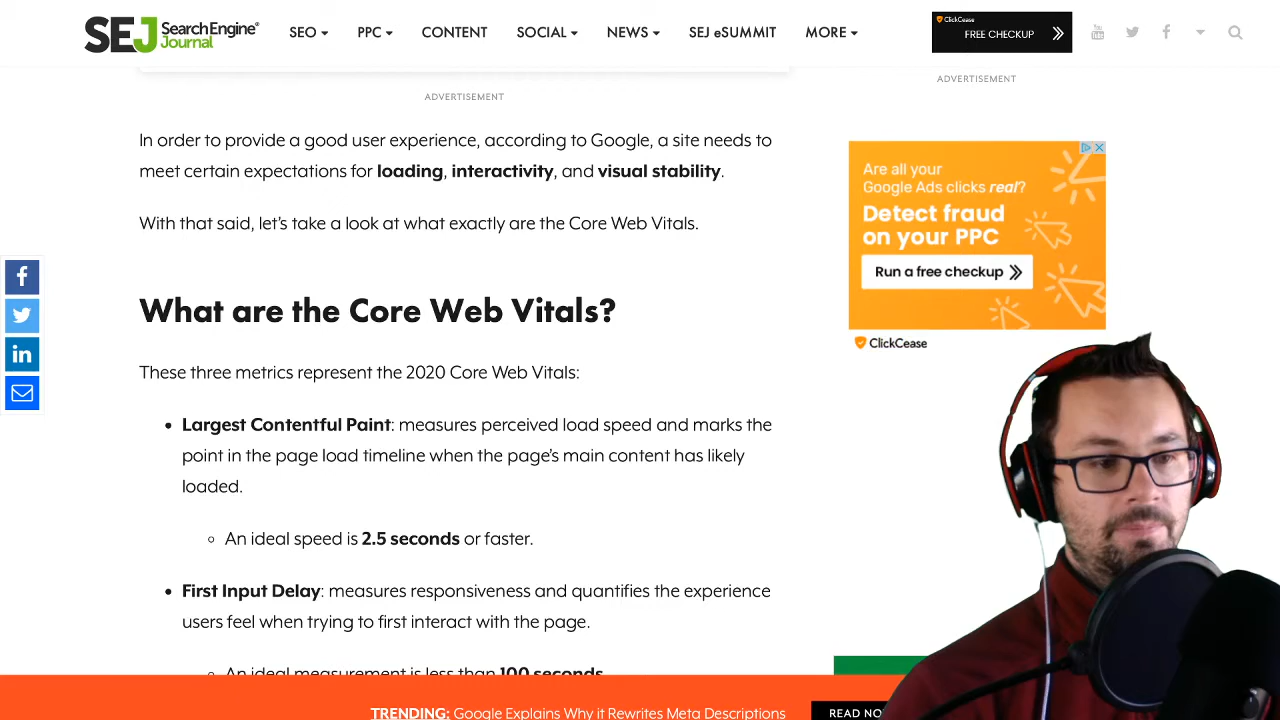 SEJ Search Engine Journal
SEO PPC CONTENT SOCIAL NEWS SEJ eSUMMIT MORE
ClickCease
FREE CHECKUP
You Tube
ADVERTISEMENT
ADVERTISEMENT
In order to provide a good user experience, according to Google, a site needs to
meet certain expectations for loading, interactivity, and visual stability.
With that said, let's take a look at what exactly are the Core Web Vitals.
Are all your
Google Ads clicks real?
Detect fraud
on your PPC
Run a free checkup
ClickCease
What are the Core Web Vitals?
These three metrics represent the 2020 Core Web Vitals:
Largest Contentful Paint: measures perceived load speed and marks the
point in the page load timeline when the page's main content has likely
loaded.
An ideal speed is 2.5 seconds or faster.
First Input Delay: measures responsiveness and quantifies the experience
users feel when trying to first interact with the page.
An ideal measurement is less than 100 seconds
TRENDING: Google Explains Why it Rewrites Meta Descriptions
READ